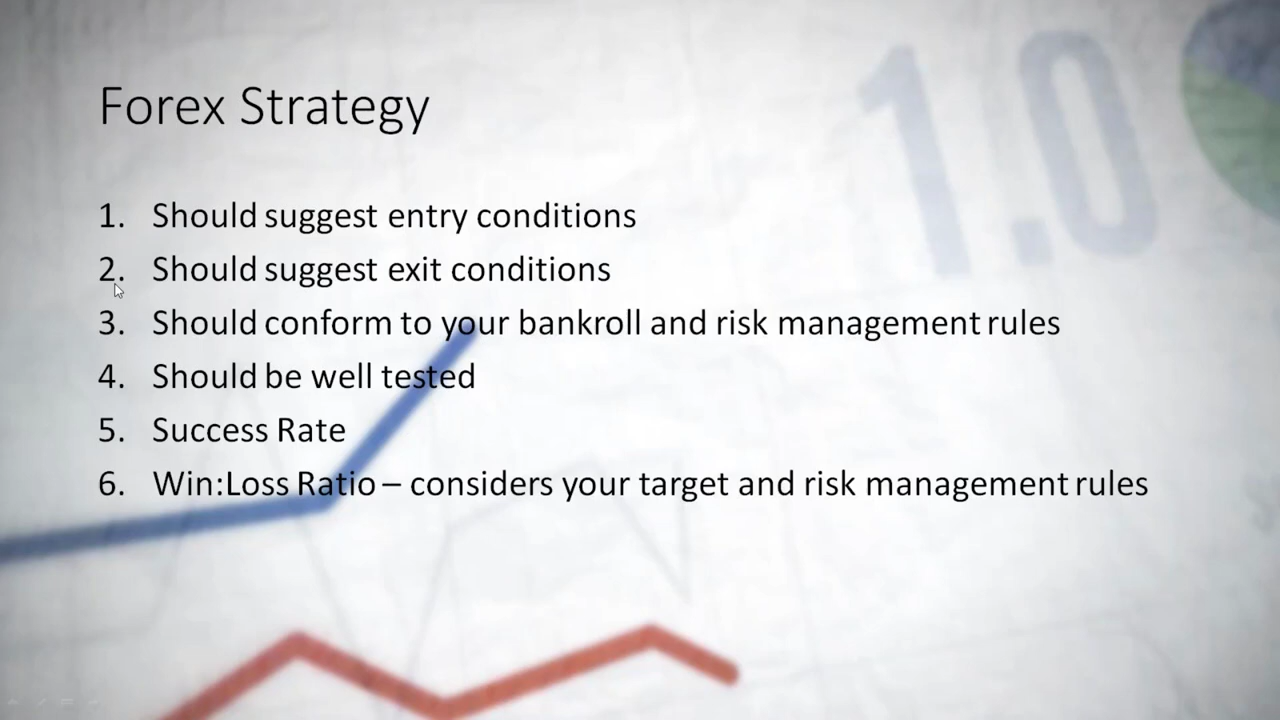 1.0
Forex Strategy
1. Should suggest entry conditions
2. Should suggest exit conditions
3. Should conform to your bankroll and risk management rules
4. Should be well tested
5. Success Rate
6. Win:Loss Ratio – considers your target and risk management rules